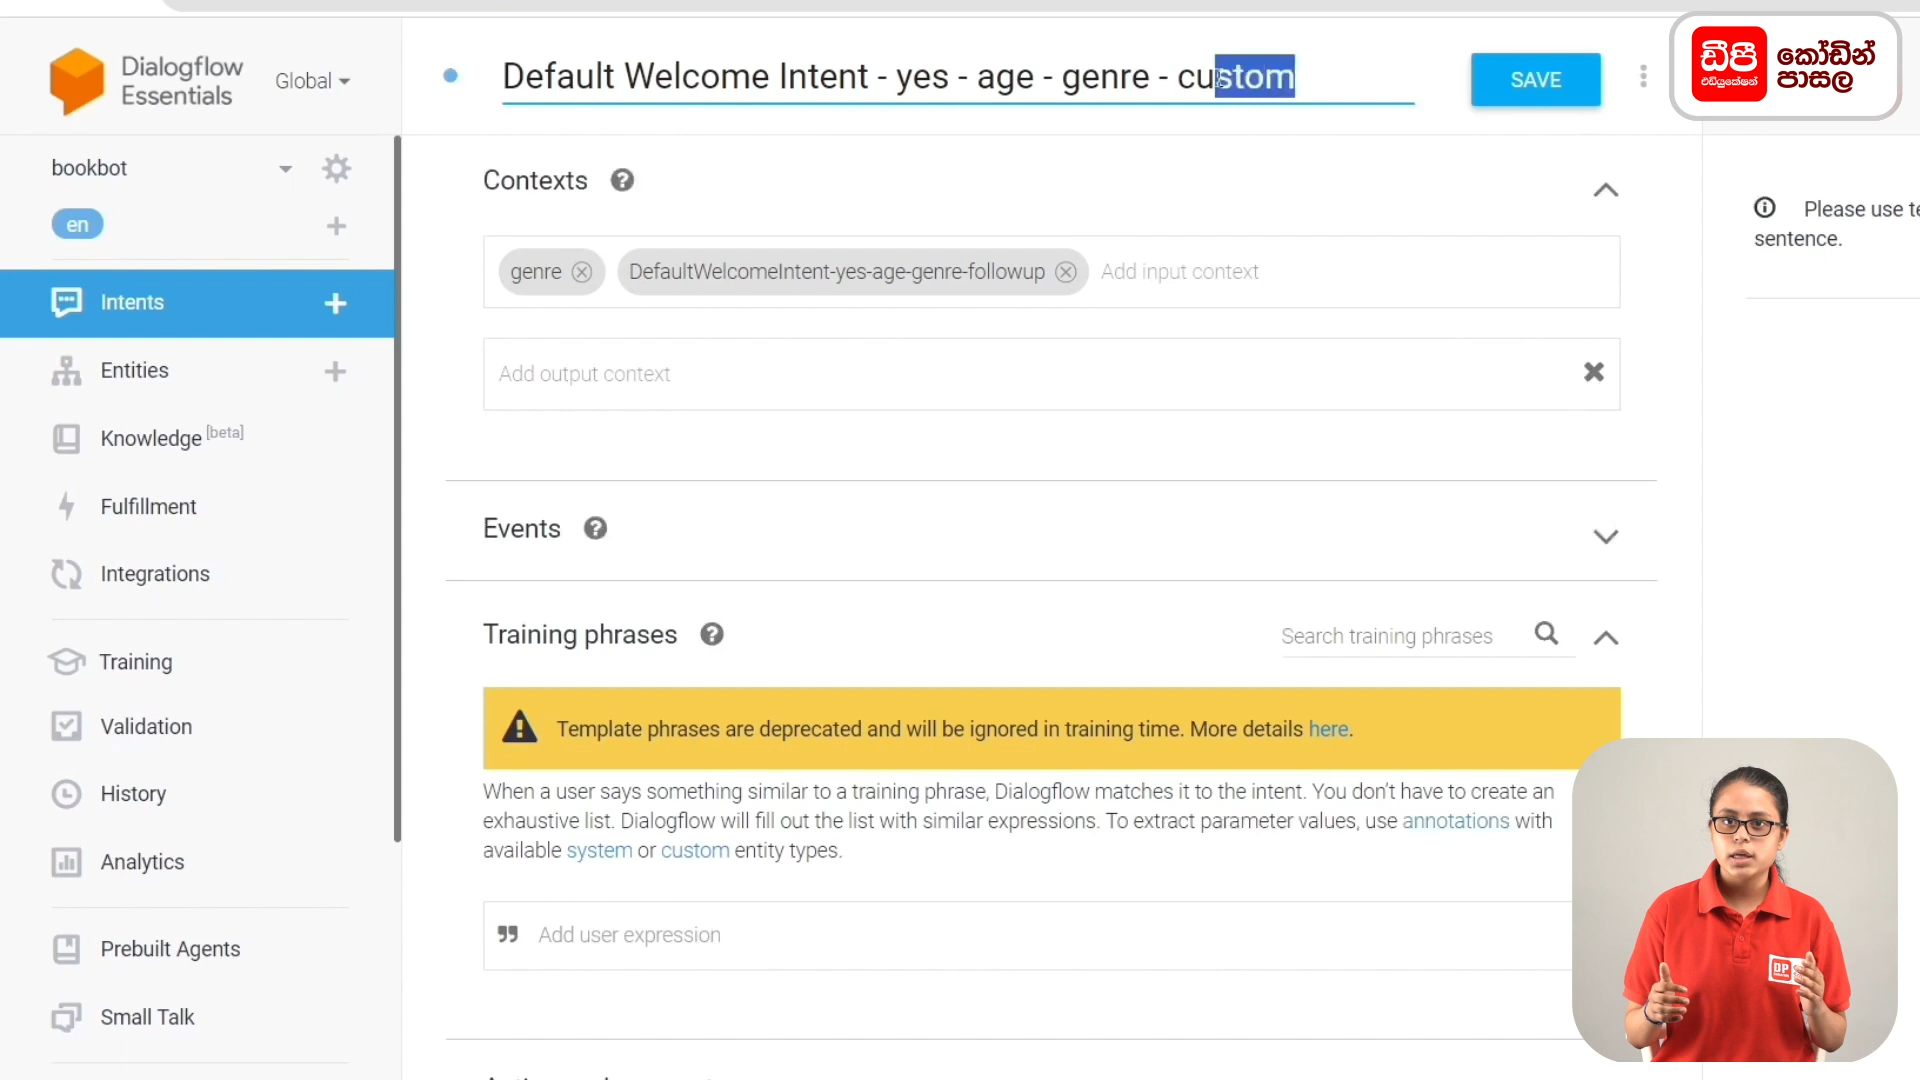 Dialogflow
Essentials
Global
Default Welcome Intent - yes - age - genre - custom
SAVE
ඩීපී
එඩියුකේෂන්
කෝඩින්
පාසල
bookbot
en
Intents
Entities
Knowledge [beta]
Fulfillment
Integrations
Training
Validation
History
Analytics
Prebuilt Agents
Small Talk
Contexts
genre
DefaultWelcomeIntent-yes-age-genre-followup
Add input context
Add output context
Events
Training phrases
Search training phrases
Template phrases are deprecated and will be ignored in training time. More details here.
When a user says something similar to a training phrase, Dialogflow matches it to the intent. You don't have to create an
exhaustive list. Dialogflow will fill out the list with similar expressions. To extract parameter values, use annotations with
available system or custom entity types.
Add user expression
Please use te
sentence.
DP